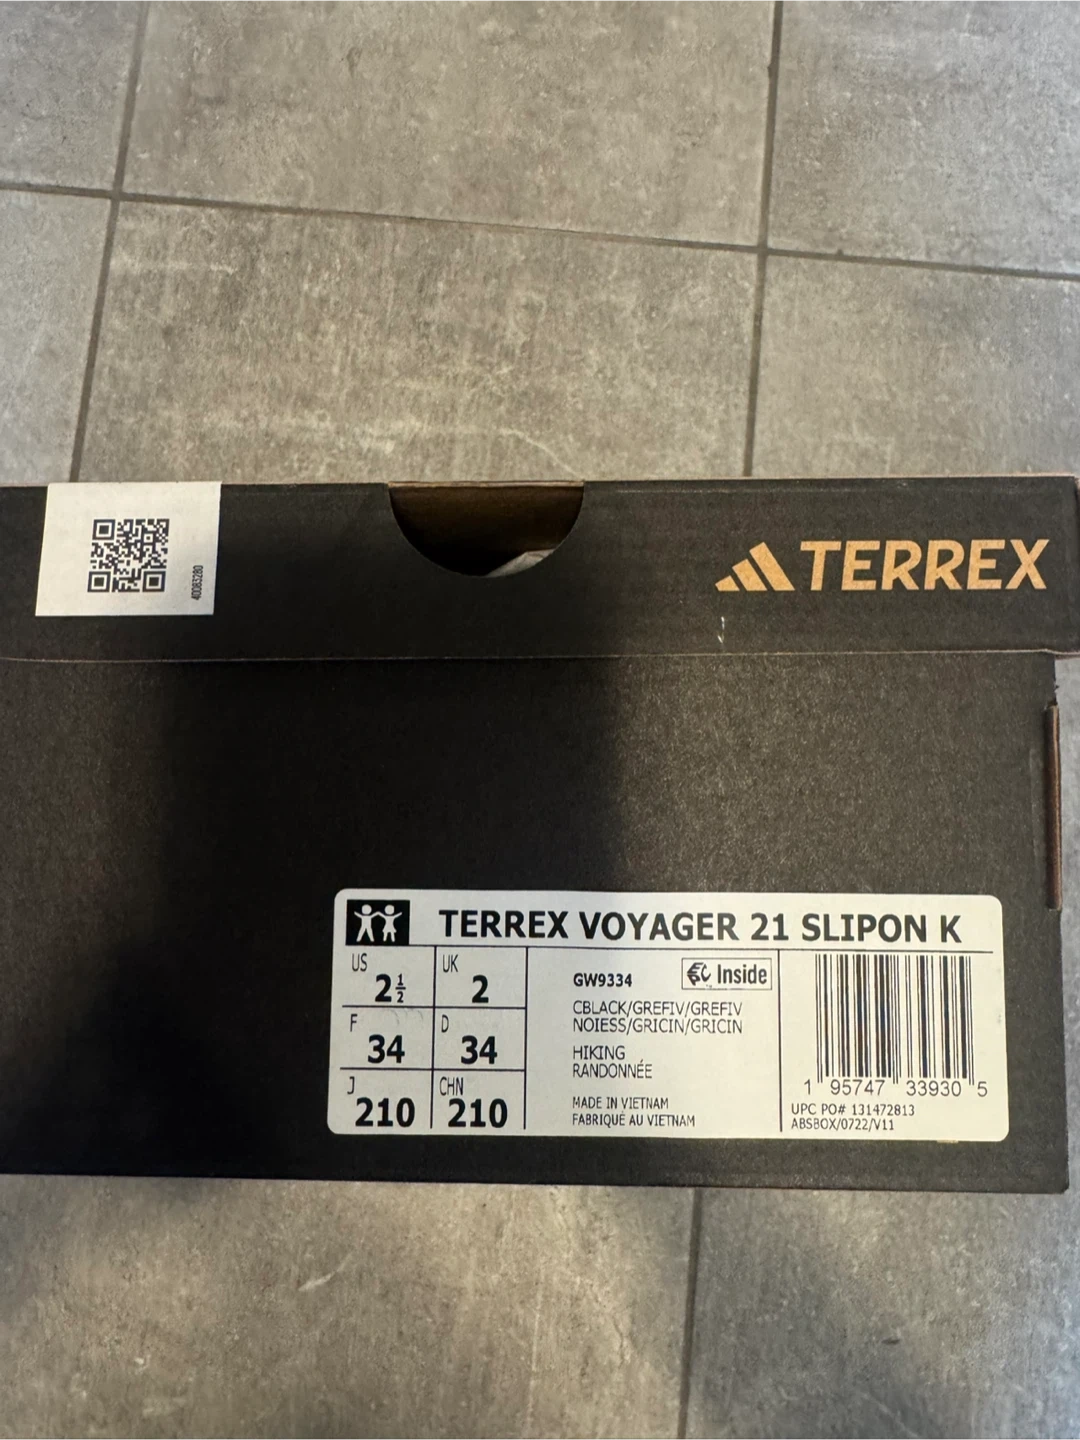 40083280
TERREX
TERREX VOYAGER 21 SLIPON K
US 2½ UK 2
F 34 D 34
J 210 CHN 210
GW9334
Inside
CBLACK/GREFIV/GREFIV
NOIESS/GRICIN/GRICIN
HIKING
RANDONNÉE
MADE IN VIETNAM
FABRIQUÉ AU VIETNAM
1 95747 33930 5
UPC PO# 131472813
ABSBOX/0722/V11